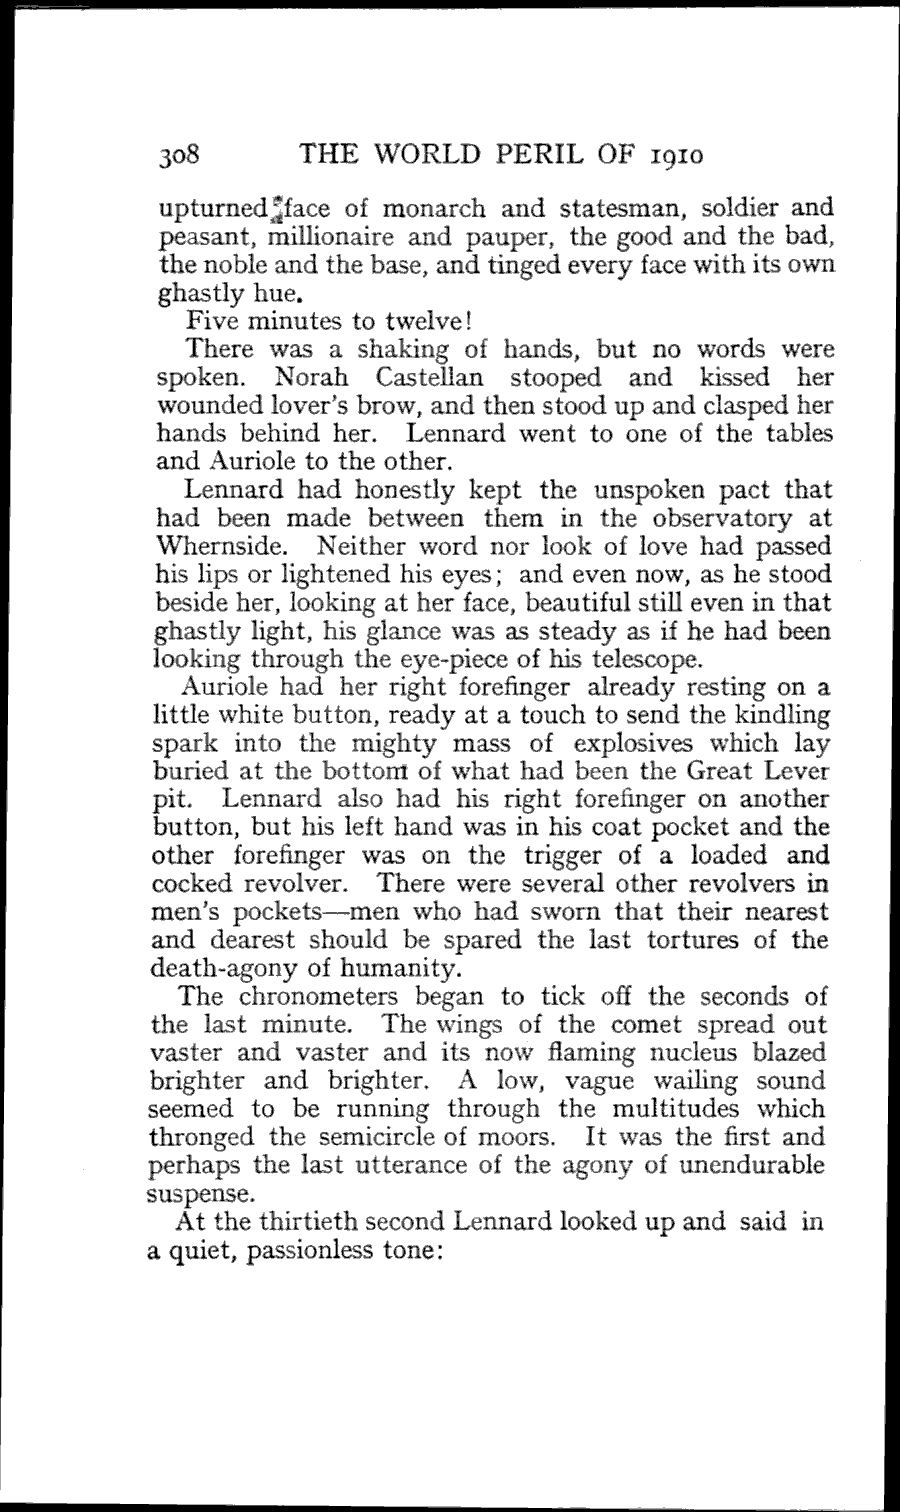 308 THE WORLD PERIL OF 1910
upturned face of monarch and statesman, soldier and
peasant, millionaire and pauper, the good and the bad,
the noble and the base, and tinged every face with its own
ghastly hue.
Five minutes to twelve!
There was a shaking of hands, but no words were
spoken. Norah Castellan stooped and kissed her
wounded lover's brow, and then stood up and clasped her
hands behind her. Lennard went to one of the tables
and Auriole to the other.
Lennard had honestly kept the unspoken pact that
had been made between them in the observatory at
Whernside. Neither word nor look of love had passed
his lips or lightened his eyes; and even now, as he stood
beside her, looking at her face, beautiful still even in that
ghastly light, his glance was as steady as if he had been
looking through the eye-piece of his telescope.
Auriole had her right forefinger already resting on a
little white button, ready at a touch to send the kindling
spark into the mighty mass of explosives which lay
buried at the bottom of what had been the Great Lever
pit. Lennard also had his right forefinger on another
button, but his left hand was in his coat pocket and the
other forefinger was on the trigger of a loaded and
cocked revolver. There were several other revolvers in
men's pockets—men who had sworn that their nearest
and dearest should be spared the last tortures of the
death-agony of humanity.
The chronometers began to tick off the seconds of
the last minute. The wings of the comet spread out
vaster and vaster and its now flaming nucleus blazed
brighter and brighter. A low, vague wailing sound
seemed to be running through the multitudes which
thronged the semicircle of moors. It was the first and
perhaps the last utterance of the agony of unendurable
suspense.
At the thirtieth second Lennard looked up and said in
a quiet, passionless tone: